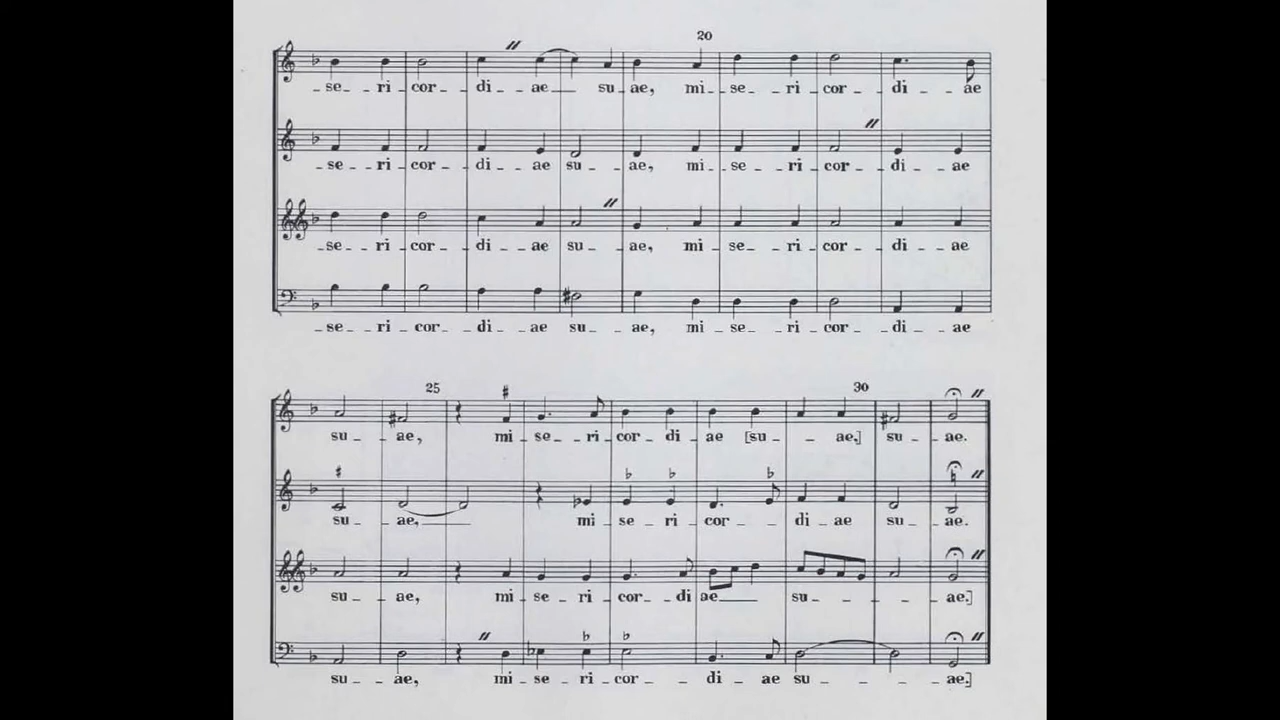 20
_ se _ ri cor _ di _ ae __ su _ ae, mi _ se _ ri cor _ di _ ae
_ se _ ri cor _ di _ ae su _ ae, mi _ se _ ri cor _ di _ ae
_ se _ ri cor _ di _ ae su _ ae, mi _ se _ ri cor _ di _ ae
_ se _ ri _ cor _ di _ ae su _ ae, mi _ se _ ri cor _ di _ ae
25 30
su _ ae, mi _ se _ ri _ cor _ di _ ae [su _ _ ae,] su _ ae.
su _ ae, __ mi _ se _ ri cor _ _ di _ ae su _ ae.
su _ ae, mi _ se _ ri cor _ di ae __ su _ _ _ ae.]
su _ ae, mi _ se _ ri _ cor _ _ di _ ae su _ _ _ ae.]